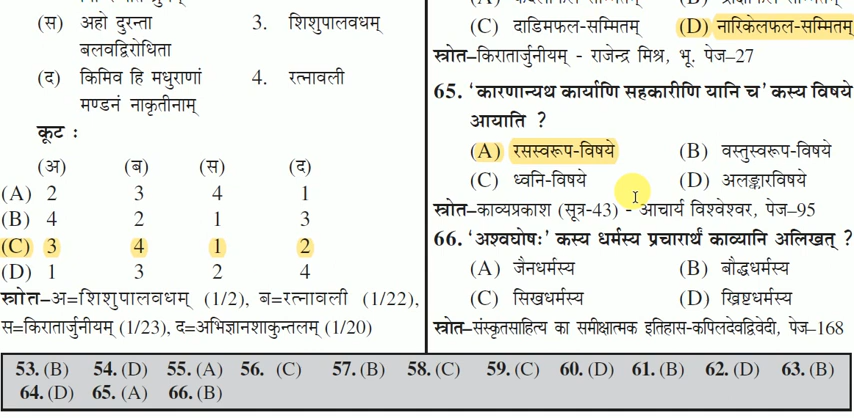 (स) अहो दुरन्ता 3. शिशुपालवधम्
बलवद्विरोधिता
(द) किमिव हि मधुराणां 4. रत्नावली
मण्डनं नाकृतीनाम्
कूट :
(अ) (ब) (स) (द)
(A) 2 3 4 1
(B) 4 2 1 3
(C) 3 4 1 2
(D) 1 3 2 4
स्त्रोत–अ=शिशुपालवधम् (1/2), ब=रत्नावली (1/22),
स=किरातार्जुनीयम् (1/23), द=अभिज्ञानशाकुन्तलम् (1/20)
(C) दाडिमफल-सम्मितम् (D) नारिकेलफल-सम्मितम्
स्त्रोत–किरातार्जुनीयम् - राजेन्द्र मिश्र, भू. पेज–27
65. 'कारणान्यथ कार्याणि सहकारीणि यानि च' कस्य विषये
आयाति ?
(A) रसस्वरूप-विषये (B) वस्तुस्वरूप-विषये
(C) ध्वनि-विषये (D) अलङ्कारविषये
स्त्रोत–काव्यप्रकाश (सूत्र-43) - आचार्य विश्वेश्वर, पेज–95
66. 'अश्वघोषः' कस्य धर्मस्य प्रचारार्थं काव्यानि अलिखत् ?
(A) जैनधर्मस्य (B) बौद्धधर्मस्य
(C) सिखधर्मस्य (D) ख्रिष्टधर्मस्य
स्त्रोत–संस्कृतसाहित्य का समीक्षात्मक इतिहास-कपिलदेवद्विवेदी, पेज–168
53. (B) 54. (D) 55. (A) 56. (C) 57. (B) 58. (C) 59. (C) 60. (D) 61. (B) 62. (D) 63. (B)
64. (D) 65. (A) 66. (B)